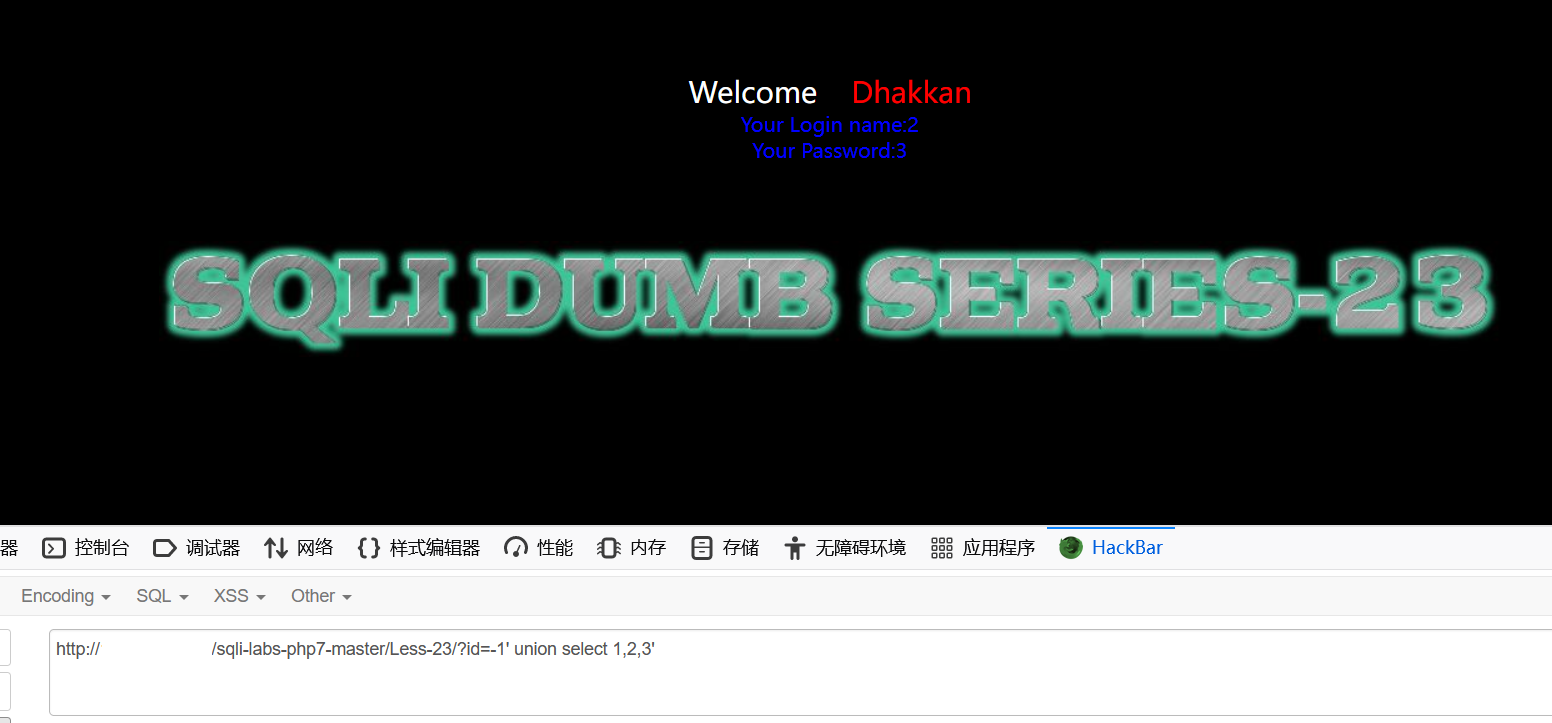 Welcome    Dhakkan
Your Login name:2
Your Password:3
SQLI DUMB SERIES-23
器 控制台 调试器 网络 样式编辑器 性能 内存 存储 无障碍环境 应用程序 HackBar
Encoding SQL XSS Other
http:// /sqli-labs-php7-master/Less-23/?id=-1' union select 1,2,3'